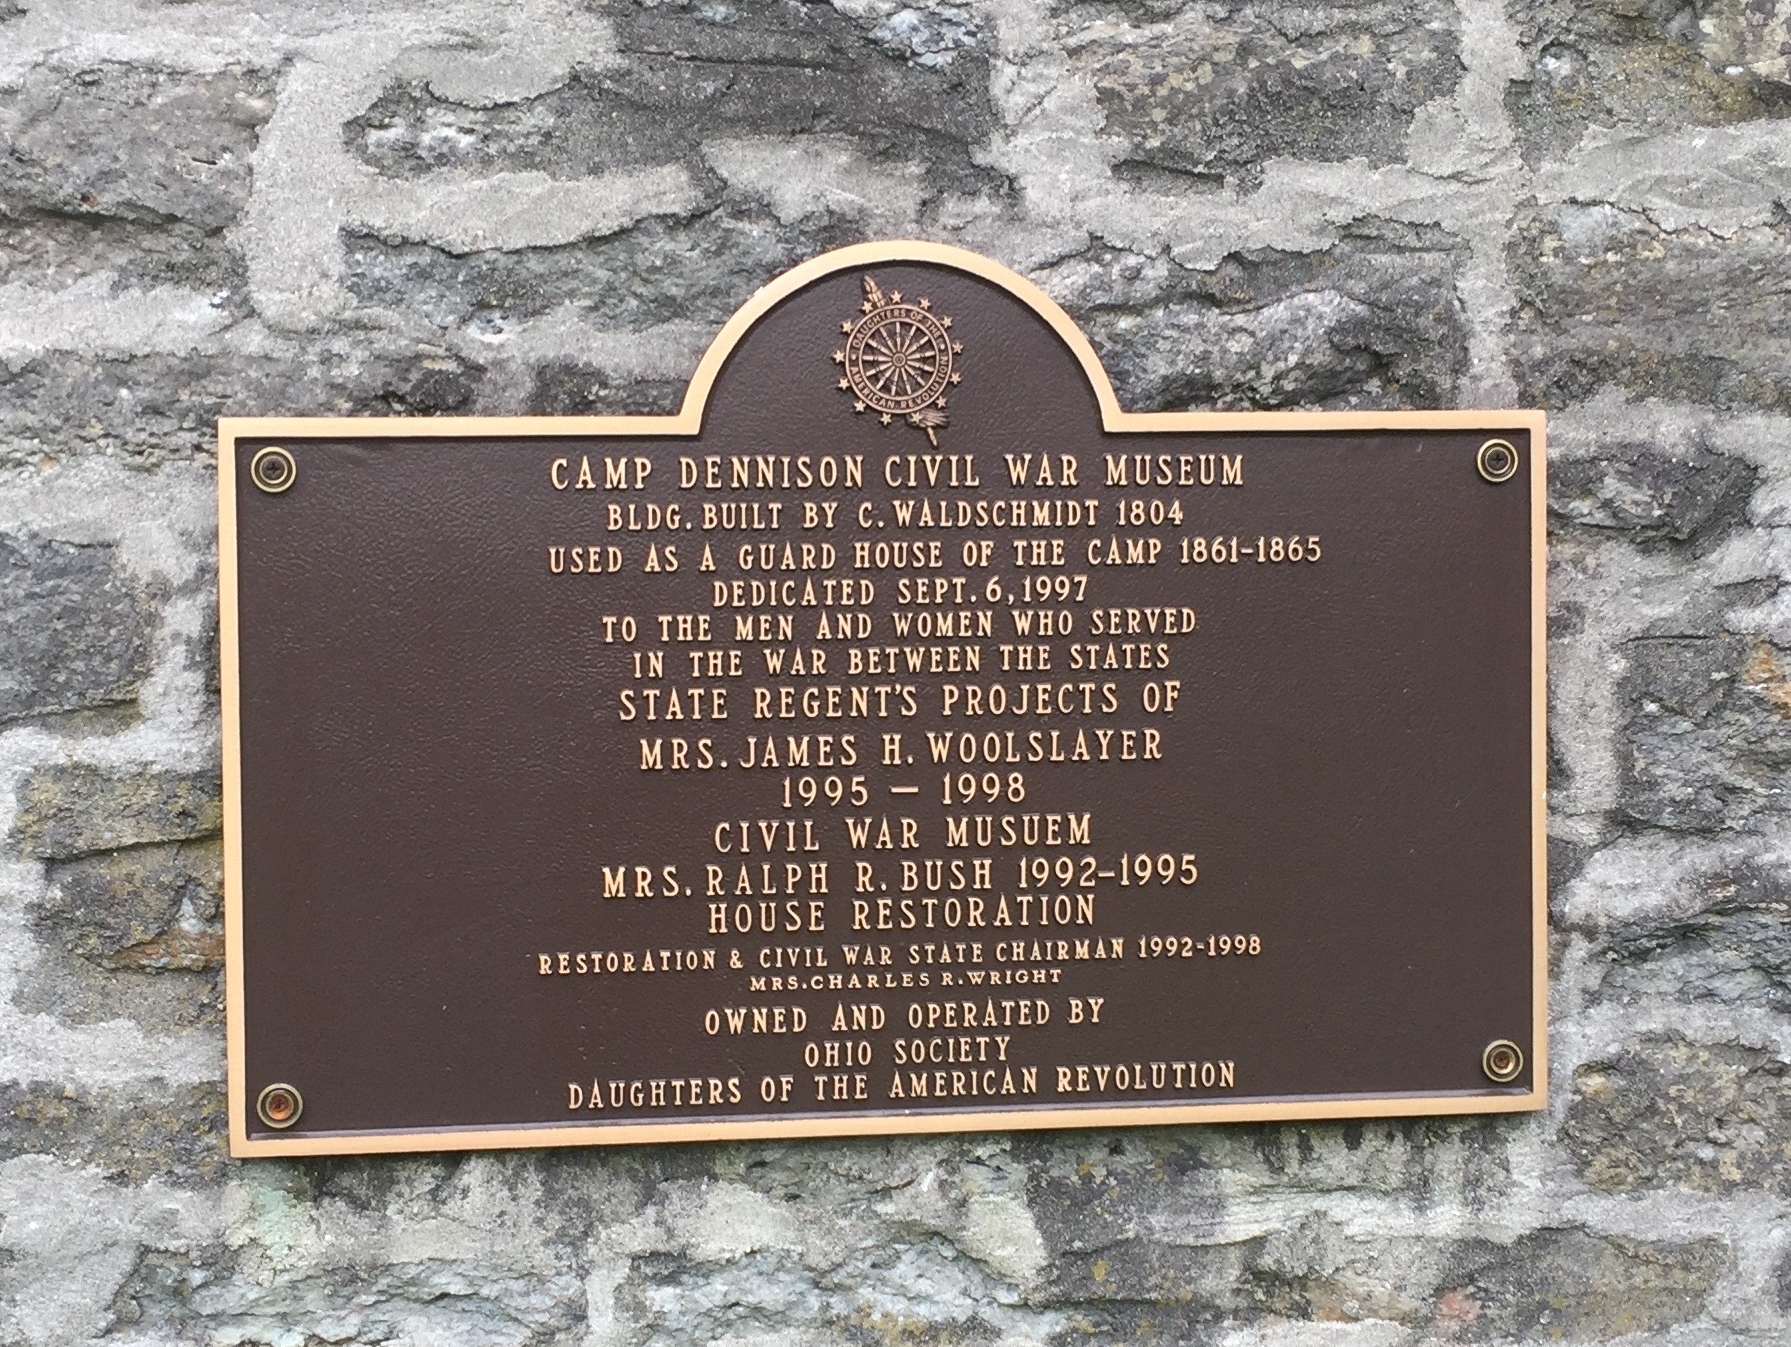 DAUGHTERS OF THE
AMERICAN REVOLUTION
CAMP DENNISON CIVIL WAR MUSEUM
BLDG. BUILT BY C. WALDSCHMIDT 1804
USED AS A GUARD HOUSE OF THE CAMP 1861-1865
DEDICATED SEPT. 6, 1997
TO THE MEN AND WOMEN WHO SERVED
IN THE WAR BETWEEN THE STATES
STATE REGENT'S PROJECTS OF
MRS. JAMES H. WOOLSLAYER
1995 — 1998
CIVIL WAR MUSUEM
MRS. RALPH R. BUSH 1992-1995
HOUSE RESTORATION
RESTORATION & CIVIL WAR STATE CHAIRMAN 1992-1998
MRS. CHARLES R. WRIGHT
OWNED AND OPERATED BY
OHIO SOCIETY
DAUGHTERS OF THE AMERICAN REVOLUTION